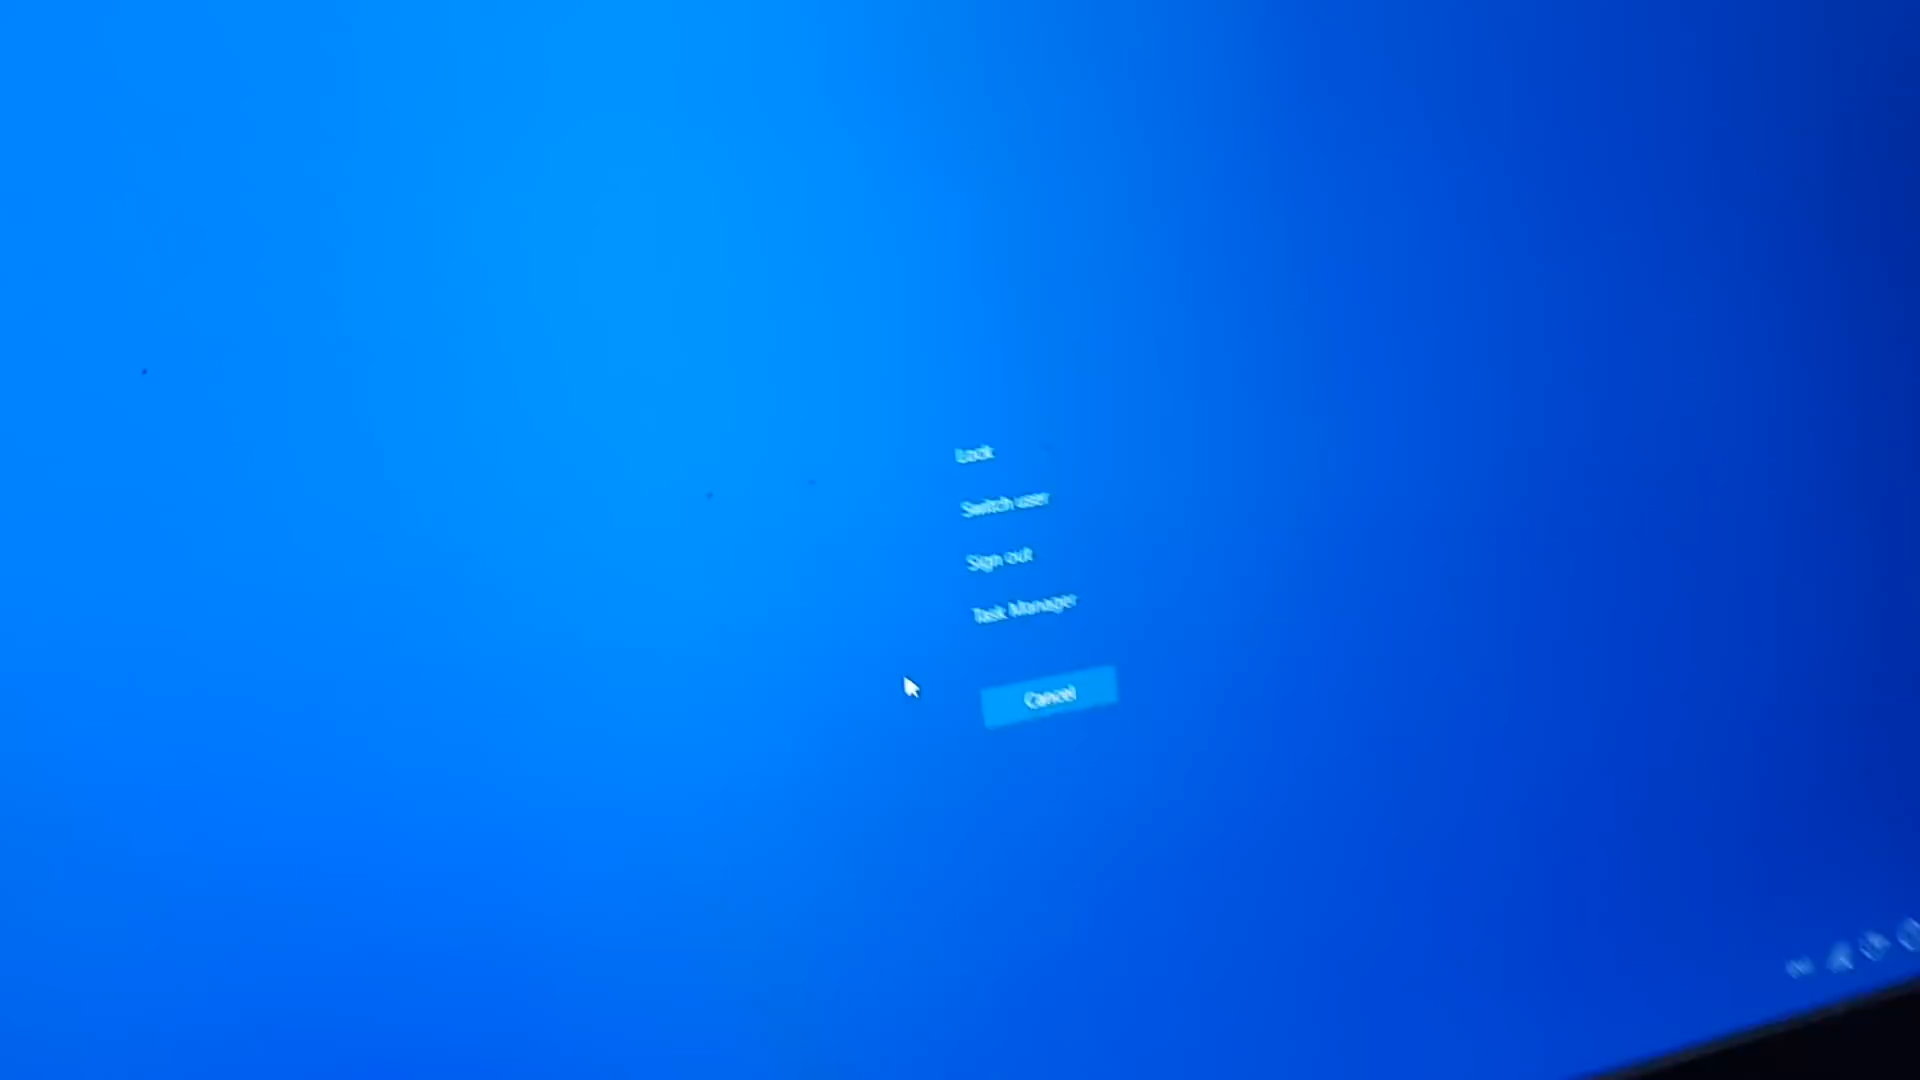 Lock
Switch user
Sign out
Task Manager
Cancel